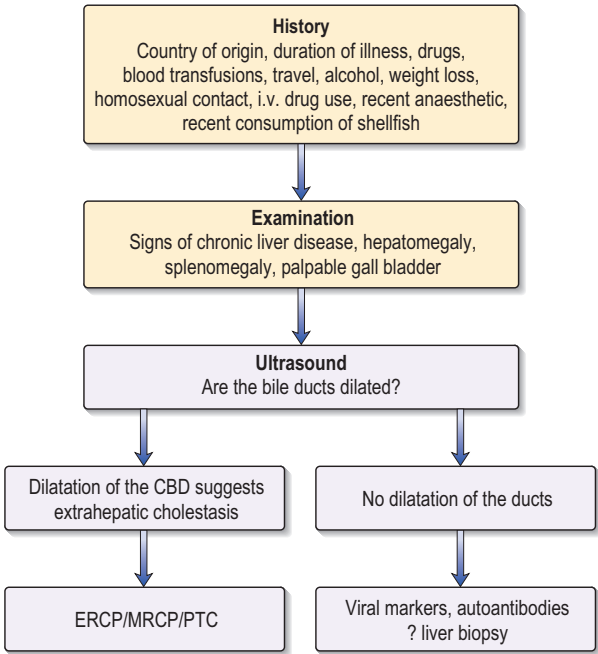 History
Country of origin, duration of illness, drugs,
blood transfusions, travel, alcohol, weight loss,
homosexual contact, i.v. drug use, recent anaesthetic,
recent consumption of shellfish
Examination
Signs of chronic liver disease, hepatomegaly,
splenomegaly, palpable gall bladder
Ultrasound
Are the bile ducts dilated?
Dilatation of the CBD suggests
extrahepatic cholestasis
No dilatation of the ducts
ERCP/MRCP/PTC
Viral markers, autoantibodies
? liver biopsy